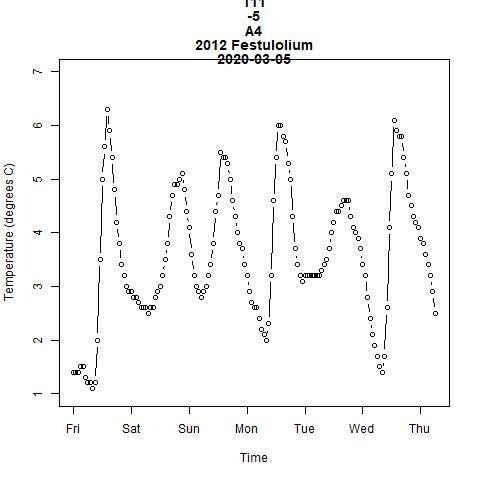 T11
-5
A4
2012 Festulolium
2020-03-05
Temperature (degrees C)
7
6
5
4
3
2
1
Fri Sat Sun Mon Tue Wed Thu
Time